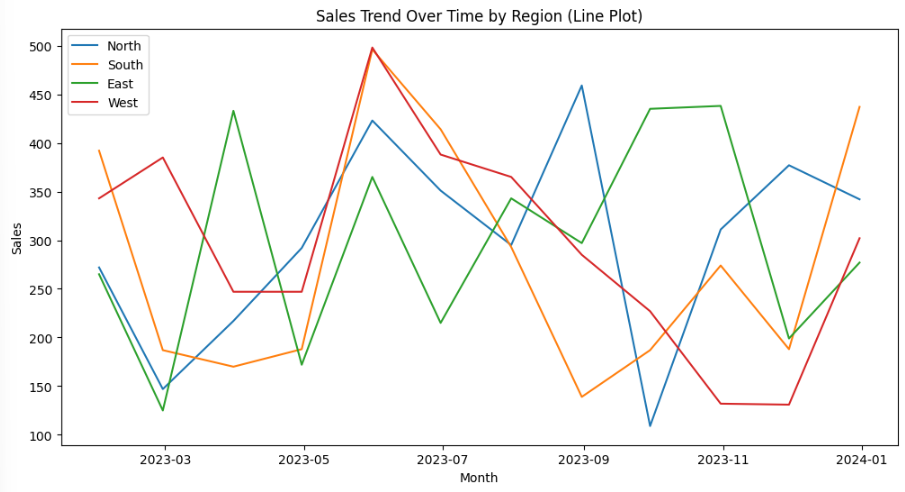 Sales Trend Over Time by Region (Line Plot)
North
South
East
West
500
450
400
350
300
250
200
150
100
Sales
2023-03 2023-05 2023-07 2023-09 2023-11 2024-01
Month